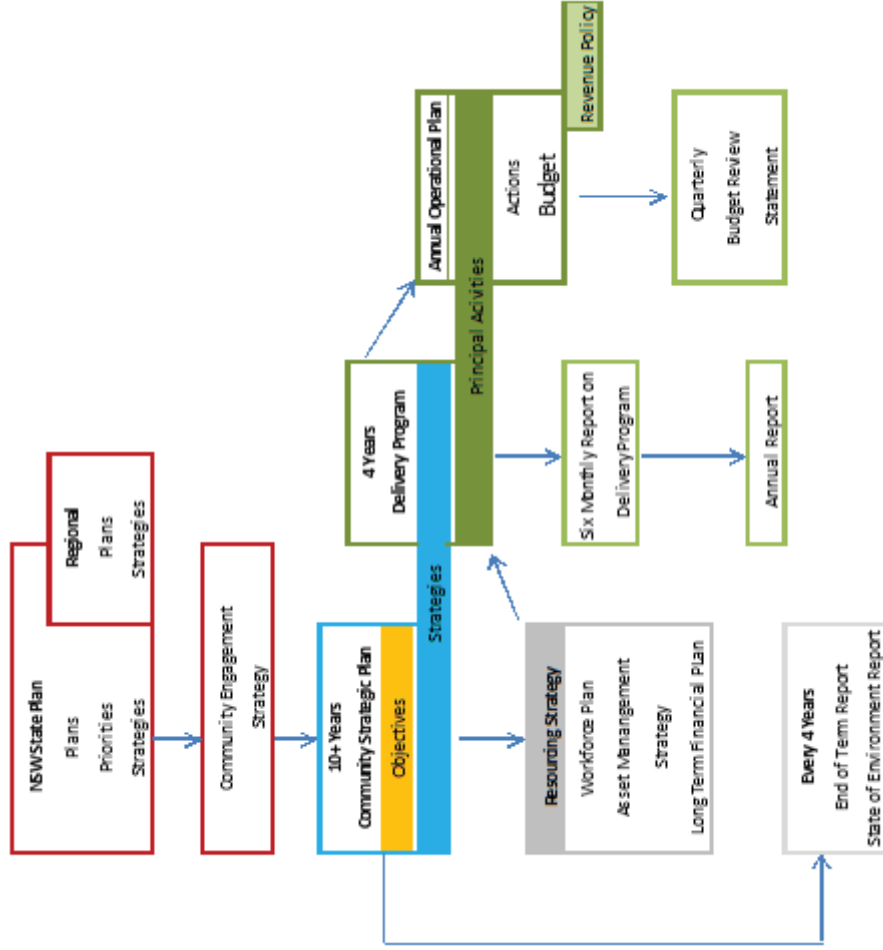 NSW State Plan
Plans
Priorities
Strategies
Regional
Plans
Strategies
Community Engagement
Strategy
10+ Years
Community Strategic Plan
Objectives
Strategies
4 Years
Delivery Program
Principal Acivities
Annual Operational Plan
Actions
Budget
Revenue Policy
Resourcing Strategy
Workforce Plan
Asset Manangement
Strategy
Long Term Financial PLan
Six Monthly Report on
Delivery Program
Annual Report
Quarterly
Budget Review
Statement
Every 4 Years
End of Term Report
State of Environment Report